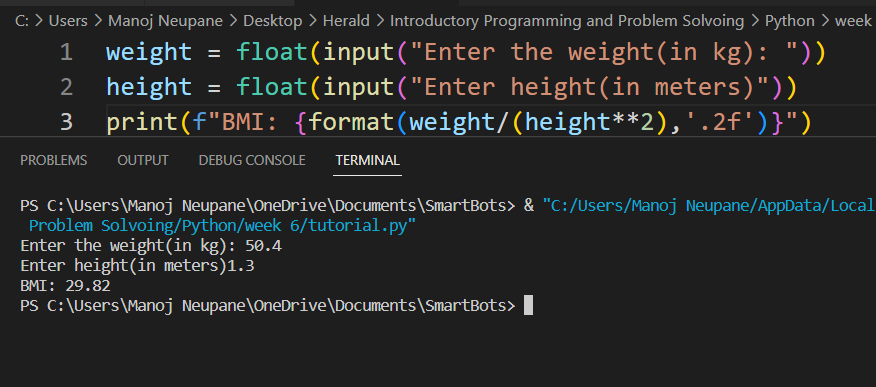 C: > Users > Manoj Neupane > Desktop > Herald > Introductory Programming and Problem Solvoing > Python > week
1 weight = float(input("Enter the weight(in kg): "))
2 height = float(input("Enter height(in meters)"))
3 print(f"BMI: {format(weight/(height**2),'.2f')}")
PROBLEMS OUTPUT DEBUG CONSOLE TERMINAL
PS C:\Users\Manoj Neupane\OneDrive\Documents\SmartBots> & "C:/Users/Manoj Neupane/AppData/Local
Problem Solvoing/Python/week 6/tutorial.py"
Enter the weight(in kg): 50.4
Enter height(in meters)1.3
BMI: 29.82
PS C:\Users\Manoj Neupane\OneDrive\Documents\SmartBots>